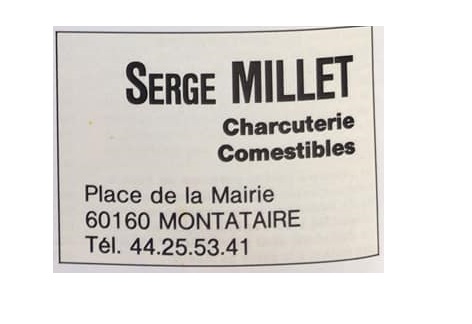 SERGE MILLET
Charcuterie
Comestibles
Place de la Mairie
60160 MONTATAIRE
Tél. 44.25.53.41